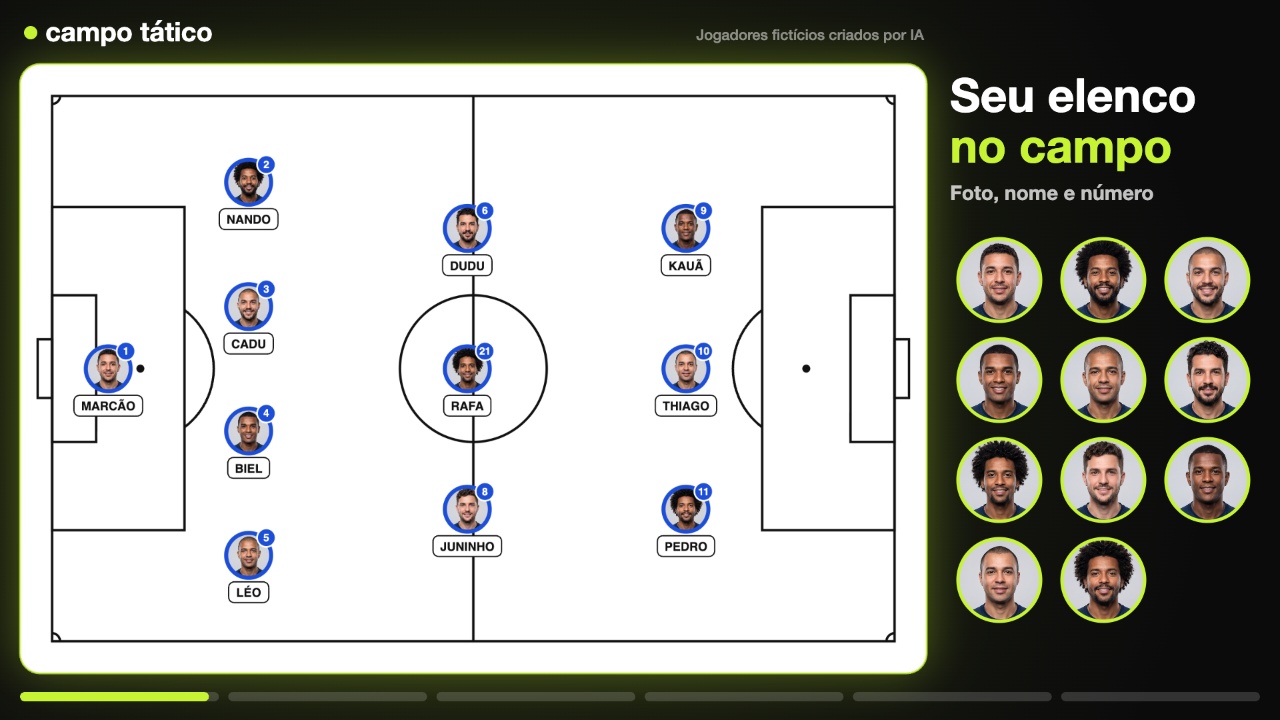 campo tático
Jogadores fictícios criados por IA
Seu elenco
no campo
Foto, nome e número
2
NANDO
6
DUDU
9
KAUÃ
3
CADU
1
MARCÃO
21
RAFA
10
THIAGO
4
BIEL
8
JUNINHO
11
PEDRO
5
LÉO